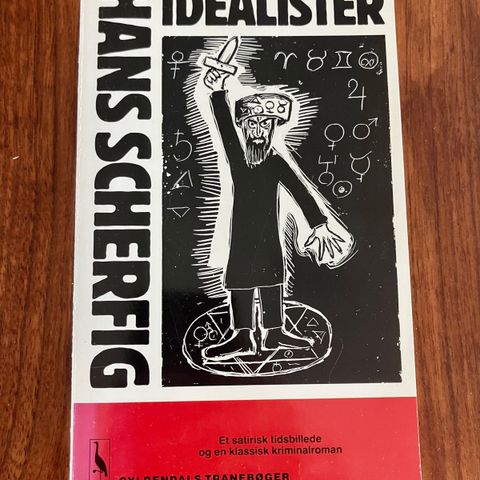 IDEALISTER
HANS SCHERFIG
Et satirisk tidsbillede
og en klassisk kriminalroman
GYLDENDALS TRANEBØGER